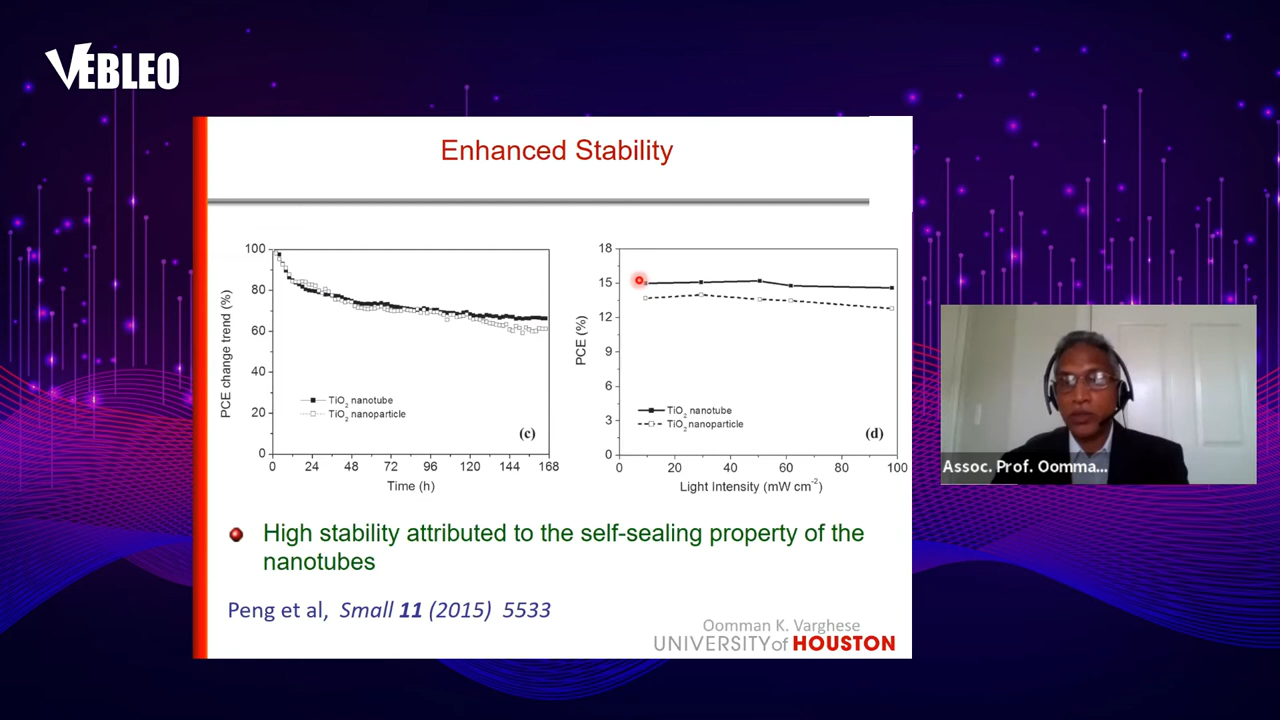 VEBLEO
Enhanced Stability
100
80
60
40
20
0
PCE change trend (%)
TiO2 nanotube
TiO2 nanoparticle
(c)
0 24 48 72 96 120 144 168
Time (h)
18
15
12
9
6
3
0
PCE (%)
TiO2 nanotube
TiO2 nanoparticle
(d)
0 20 40 60 80 100
Light Intensity (mW cm-2)
High stability attributed to the self-sealing property of the
nanotubes
Peng et al, Small 11 (2015) 5533
Oomman K. Varghese
UNIVERSITY of HOUSTON
Assoc. Prof. Oomma...